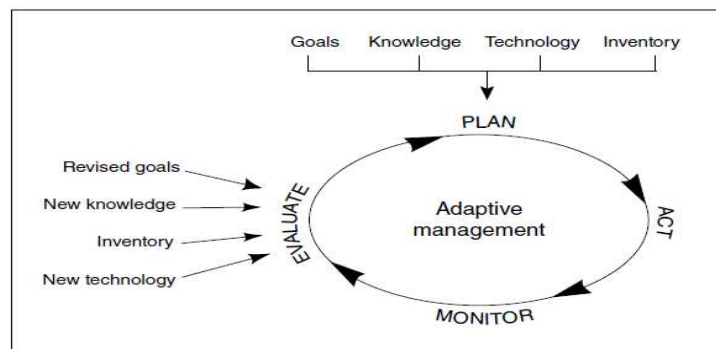 Goals Knowledge Technology Inventory
PLAN
Revised goals
New knowledge
Inventory
New technology
EVALUATE
Adaptive
management
ACT
MONITOR